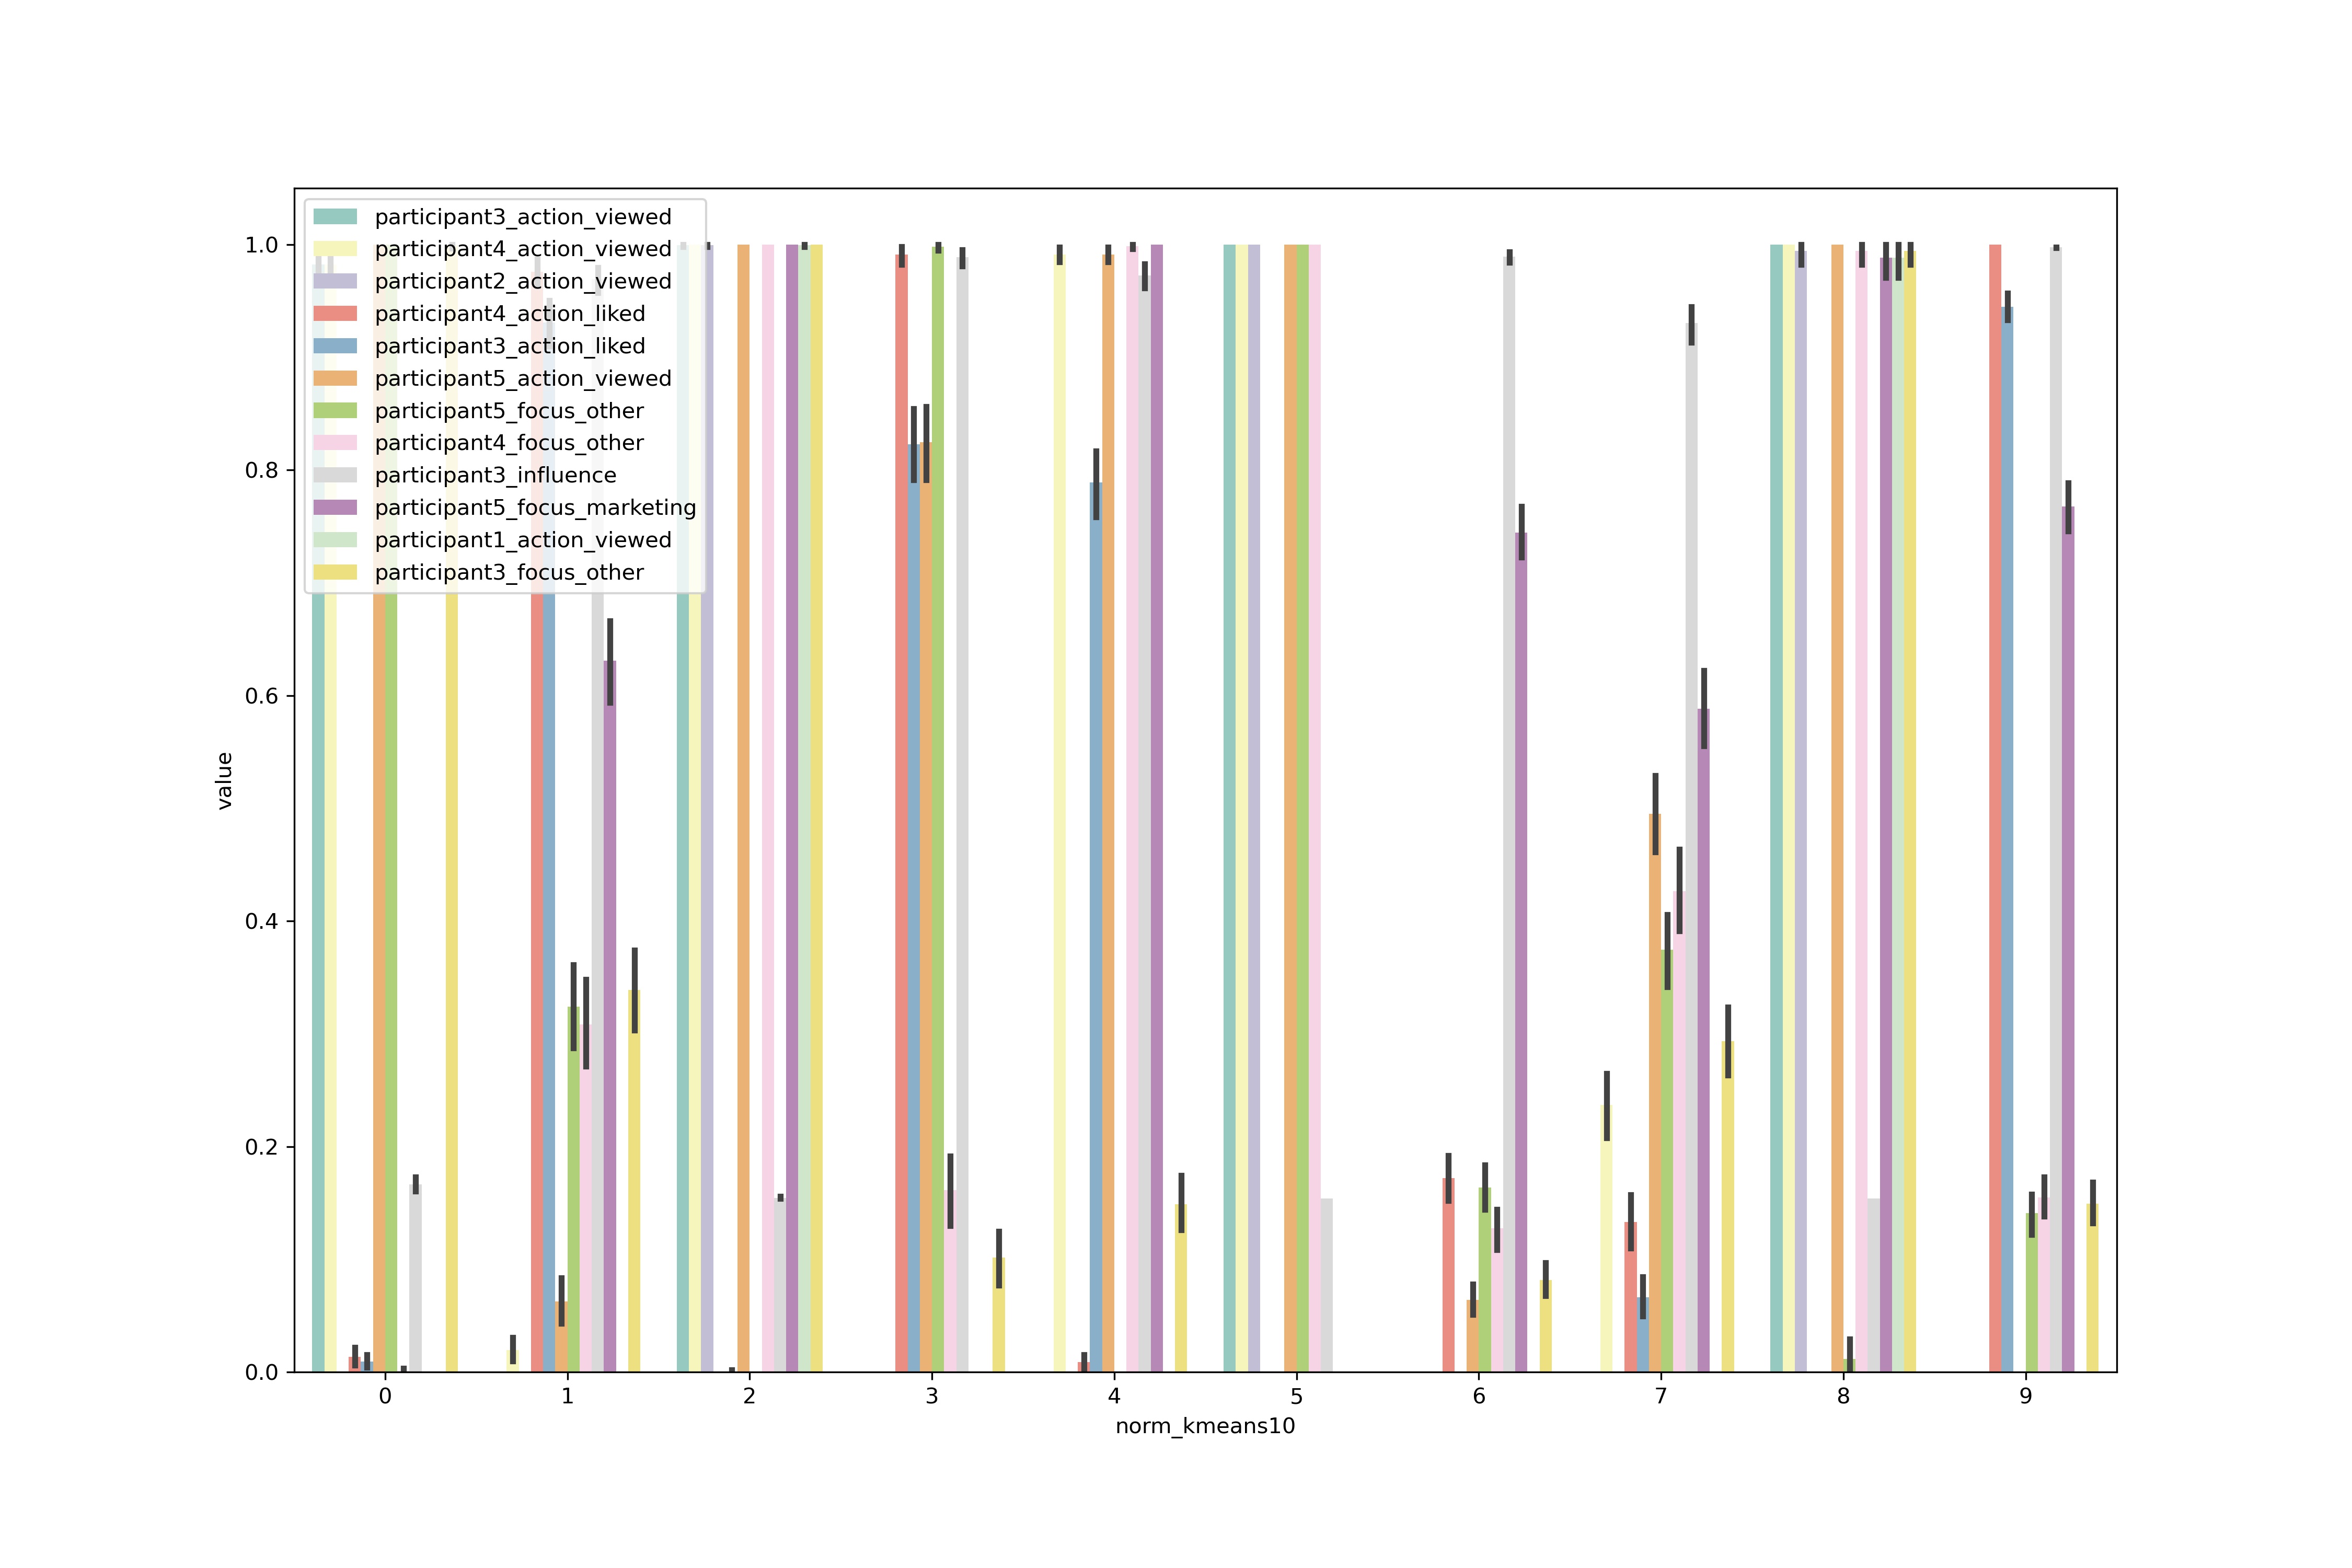 participant3_action_viewed
participant4_action_viewed
participant2_action_viewed
participant4_action_liked
participant3_action_liked
participant5_action_viewed
participant5_focus_other
participant4_focus_other
participant3_influence
participant5_focus_marketing
participant1_action_viewed
participant3_focus_other
1.0
0.8
0.6
0.4
0.2
0.0
value
0 1 2 3 4 5 6 7 8 9
norm_kmeans10